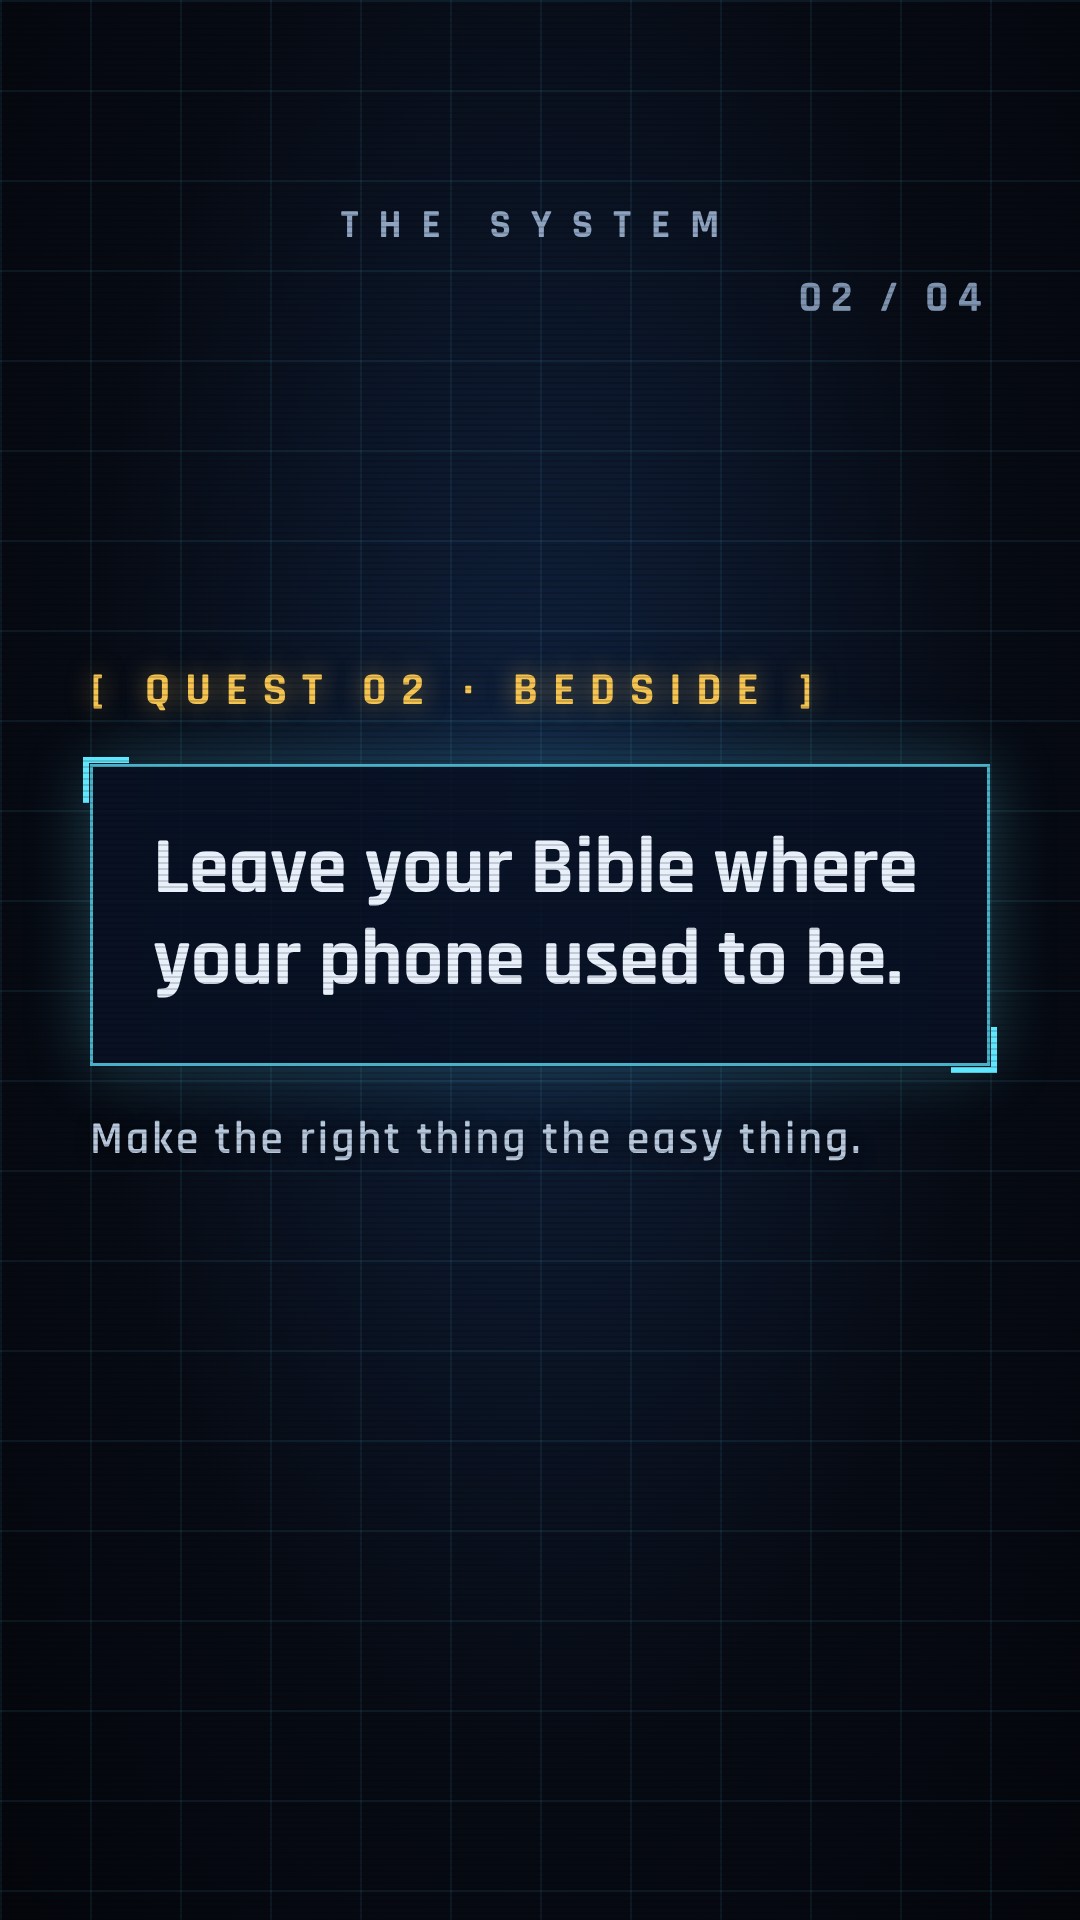 THE SYSTEM
02 / 04
[ QUEST 02 · BEDSIDE ]
Leave your Bible where
your phone used to be.
Make the right thing the easy thing.